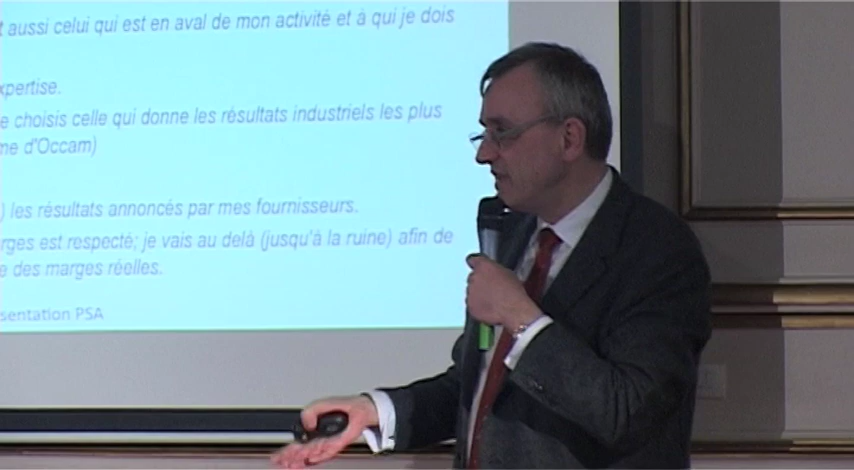 t aussi celui qui est en aval de mon activité et à qui je dois
xpertise.
e choisis celle qui donne les résultats industriels les plus
me d'Occam)
) les résultats annoncés par mes fournisseurs.
rges est respecté; je vais au delà (jusqu'à la ruine) afin de
e des marges réelles.
sentation PSA